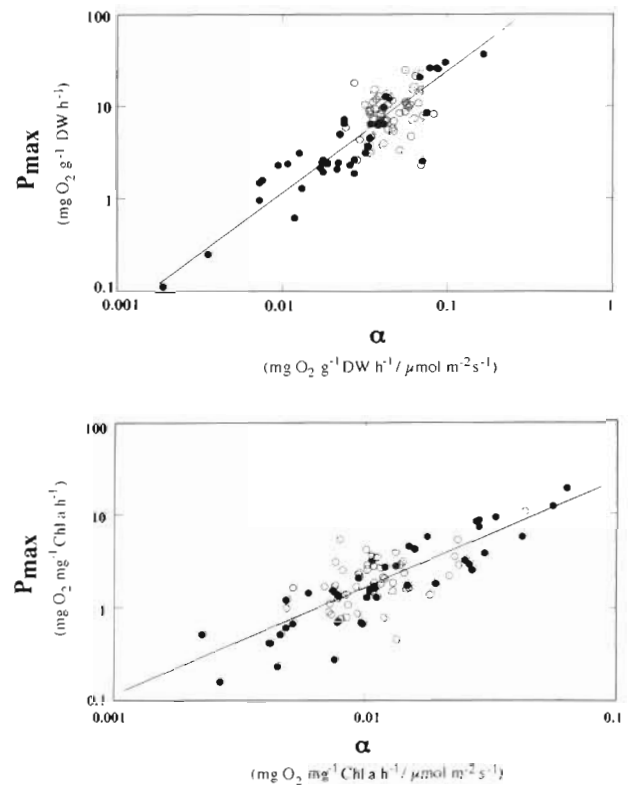 100
10
1
0.1
Pmax
(mg O₂ g⁻¹ DW h⁻¹)
0.001
0.01
0.1
1
α
(mg O₂ g⁻¹ DW h⁻¹/ μmol m⁻²s⁻¹)
100
10
1
0.1
Pmax
(mg O₂ mg⁻¹ Chl a h⁻¹)
0.001
0.01
0.1
α
(mg O₂ mg⁻¹ Chl a h⁻¹/ μmol m⁻²s⁻¹)